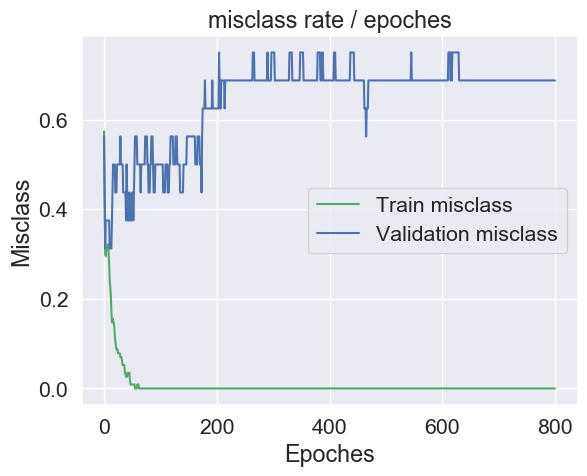 misclass rate / epoches
Misclass
0.6
0.4
0.2
0.0
Train misclass
Validation misclass
0 200 400 600 800
Epoches